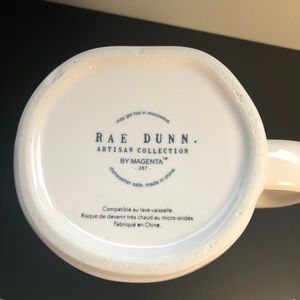 may get hot in microwave.
RAE DUNN.
ARTISAN COLLECTION
BY MAGENTA™
- 287 -
dishwasher safe, made in china.
Compatible au lave-vaisselle.
Risque de devenir très chaud au micro-ondes
Fabriqué en Chine.